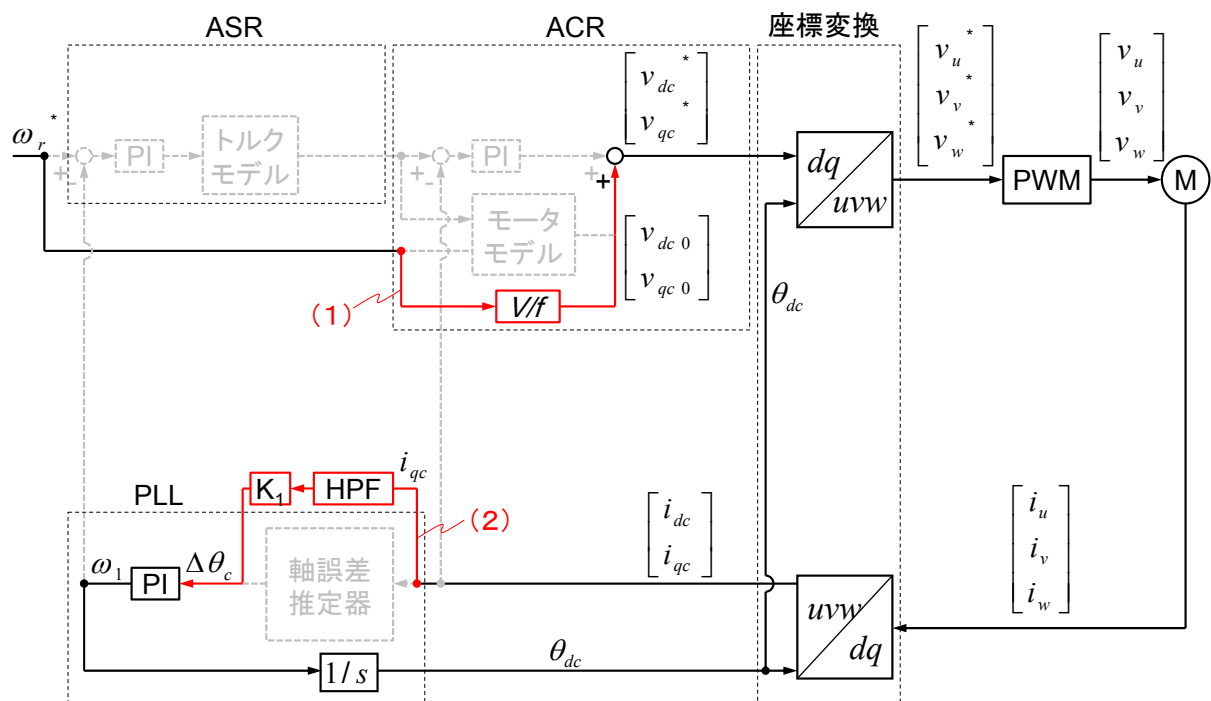 ASR
ACR
座標変換
ω_r*
+
-
PI
トルク
モデル
+
-
PI
+
+
モータ
モデル
V/f
(1)
v_dc*
v_qc*
v_dc0
v_qc0
dq
uvw
θ_dc
v_u*
v_v*
v_w*
PWM
v_u
v_v
v_w
M
PLL
K₁
HPF
i_qc
(2)
ω₁
PI
Δθ_c
軸誤差
推定器
1/s
θ_dc
i_dc
i_qc
uvw
dq
i_u
i_v
i_w